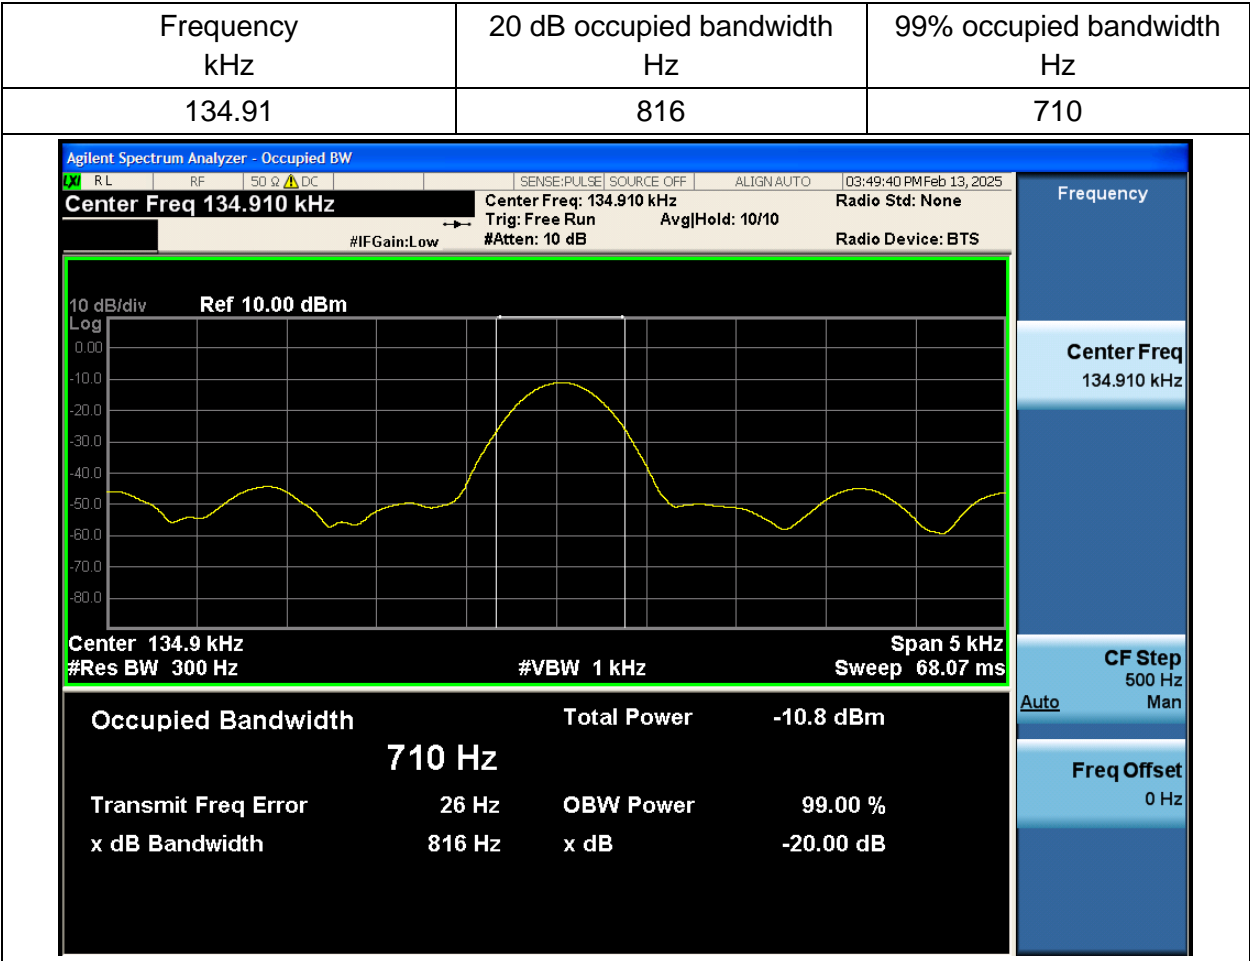 Frequency kHz 20 dB occupied bandwidth Hz 99% occupied bandwidth Hz
134.91 816 710
Agilent Spectrum Analyzer - Occupied BW
LXI RL RF 50 Ω DC SENSE:PULSE SOURCE OFF ALIGN AUTO 03:49:40 PM Feb 13, 2025
Center Freq 134.910 kHz
Center Freq: 134.910 kHz Radio Std: None
Trig: Free Run Avg|Hold: 10/10
#IFGain:Low #Atten: 10 dB Radio Device: BTS
10 dB/div Ref 10.00 dBm
Log
0.00
-10.0
-20.0
-30.0
-40.0
-50.0
-60.0
-70.0
-80.0
Center 134.9 kHz Span 5 kHz
#Res BW 300 Hz #VBW 1 kHz Sweep 68.07 ms
Occupied Bandwidth Total Power -10.8 dBm
710 Hz
Transmit Freq Error 26 Hz OBW Power 99.00 %
x dB Bandwidth 816 Hz x dB -20.00 dB
Frequency
Center Freq
134.910 kHz
CF Step
500 Hz
Auto Man
Freq Offset
0 Hz